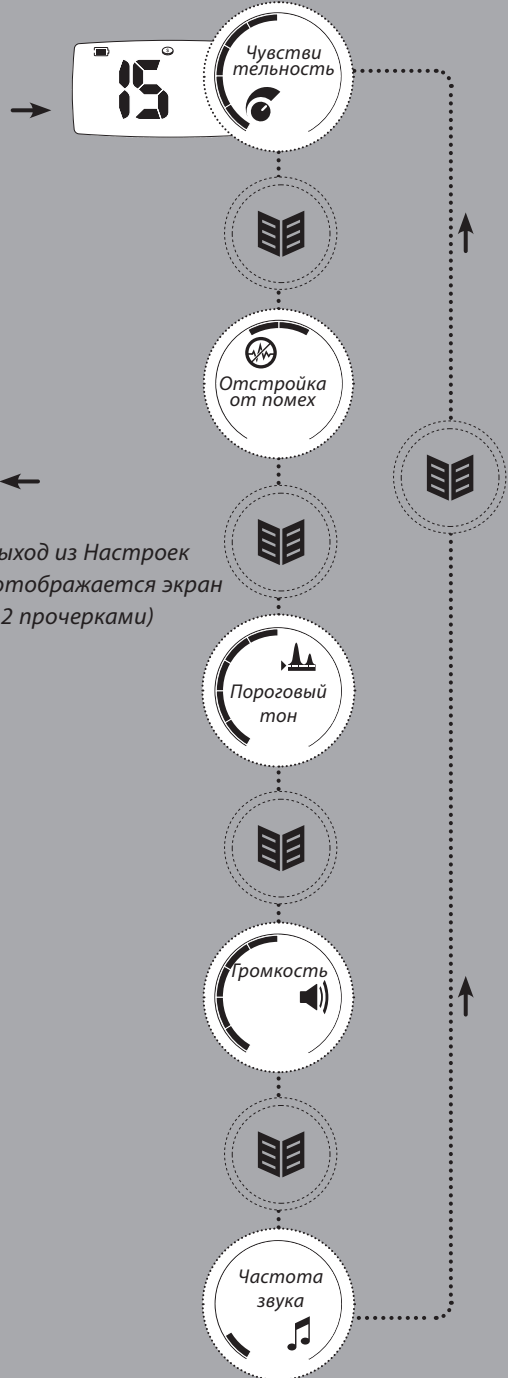 15
Чувстви
тельность
Отстройка
от помех
ыход из Настроек
отображается экран
2 прочерками)
Пороговый
тон
Громкость
Частота
звука